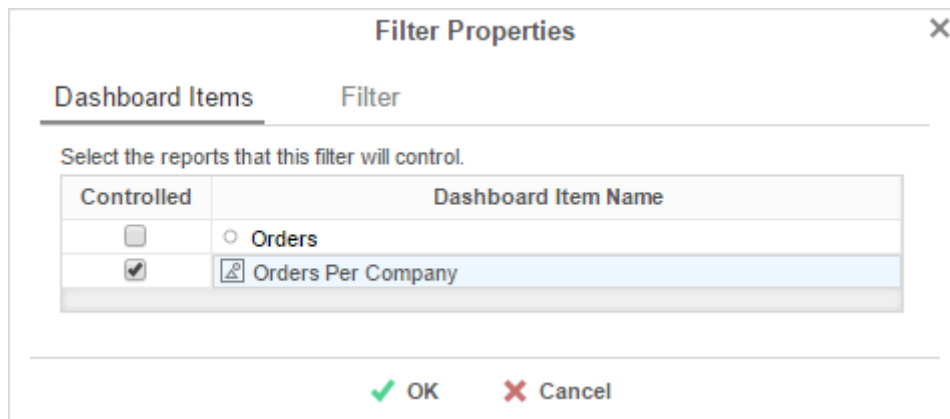 Filter Properties
Dashboard Items Filter
Select the reports that this filter will control.
Controlled Dashboard Item Name
Orders
Orders Per Company
OK Cancel